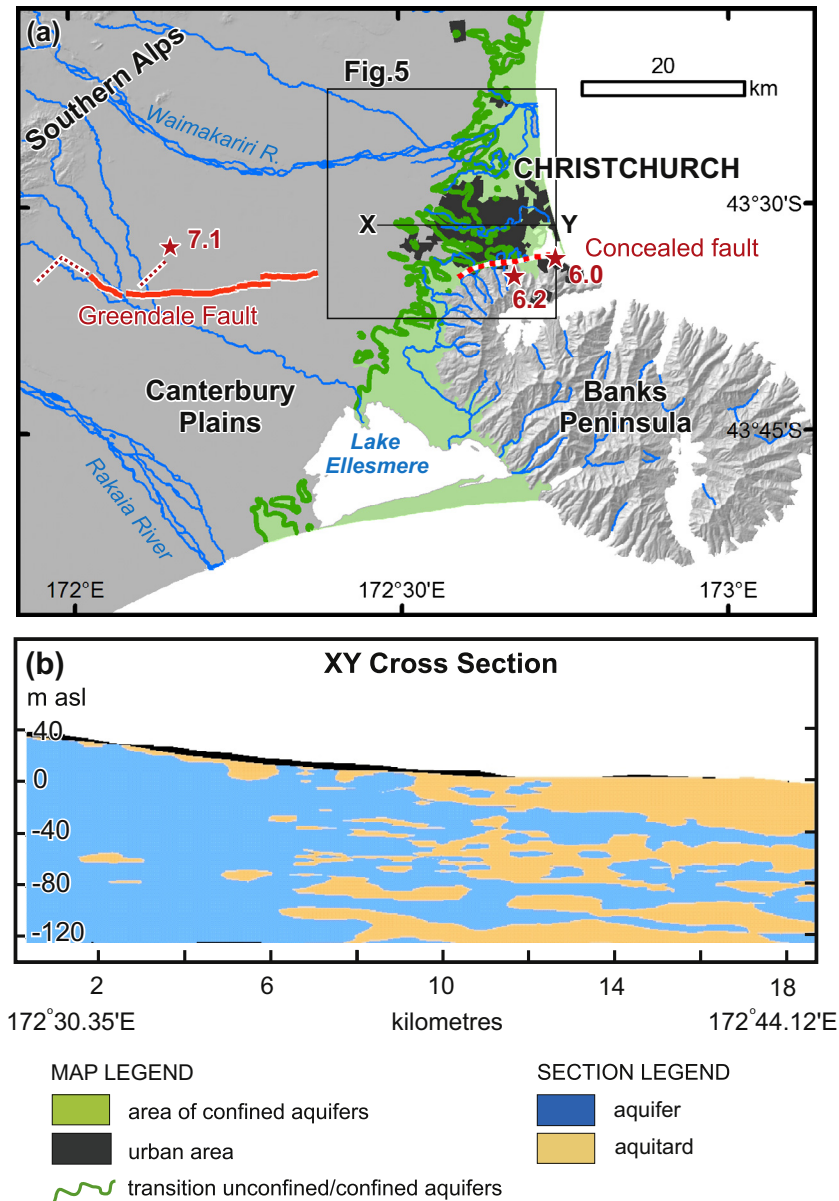 (a)
Southern Alps
Fig.5
20
km
Waimakariri R.
CHRISTCHURCH
43°30'S
X
Y
7.1
Concealed fault
6.0
6.2
Greendale Fault
Canterbury
Plains
Banks
Peninsula
43°45'S
Lake
Ellesmere
Rakaia River
172°E
172°30'E
173°E
(b)
XY Cross Section
m asl
40
0
-40
-80
-120
2
6
10
14
18
172°30.35'E
kilometres
172°44.12'E
MAP LEGEND
SECTION LEGEND
area of confined aquifers
aquifer
urban area
aquitard
transition unconfined/confined aquifers